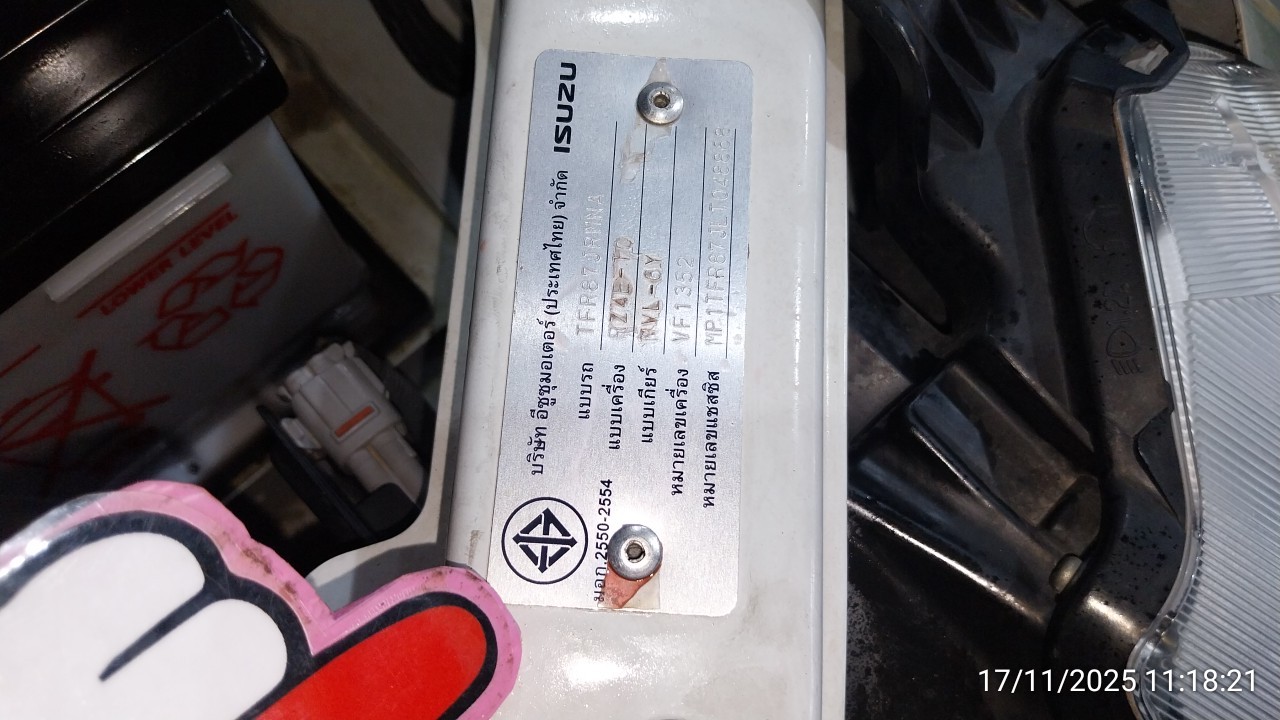 ISUZU
บริษัท อีซูซุมอเตอร์ (ประเทศไทย) จำกัด
แบบรถ TFR87JRMNA
แบบเครื่อง RZ4E-TC
แบบเกียร์ MVL-6Y
หมายเลขเครื่อง VF1352
หมายเลขแชสซิส
มอก.2550-2554
LOWER LEVEL
17/11/2025 11:18:21